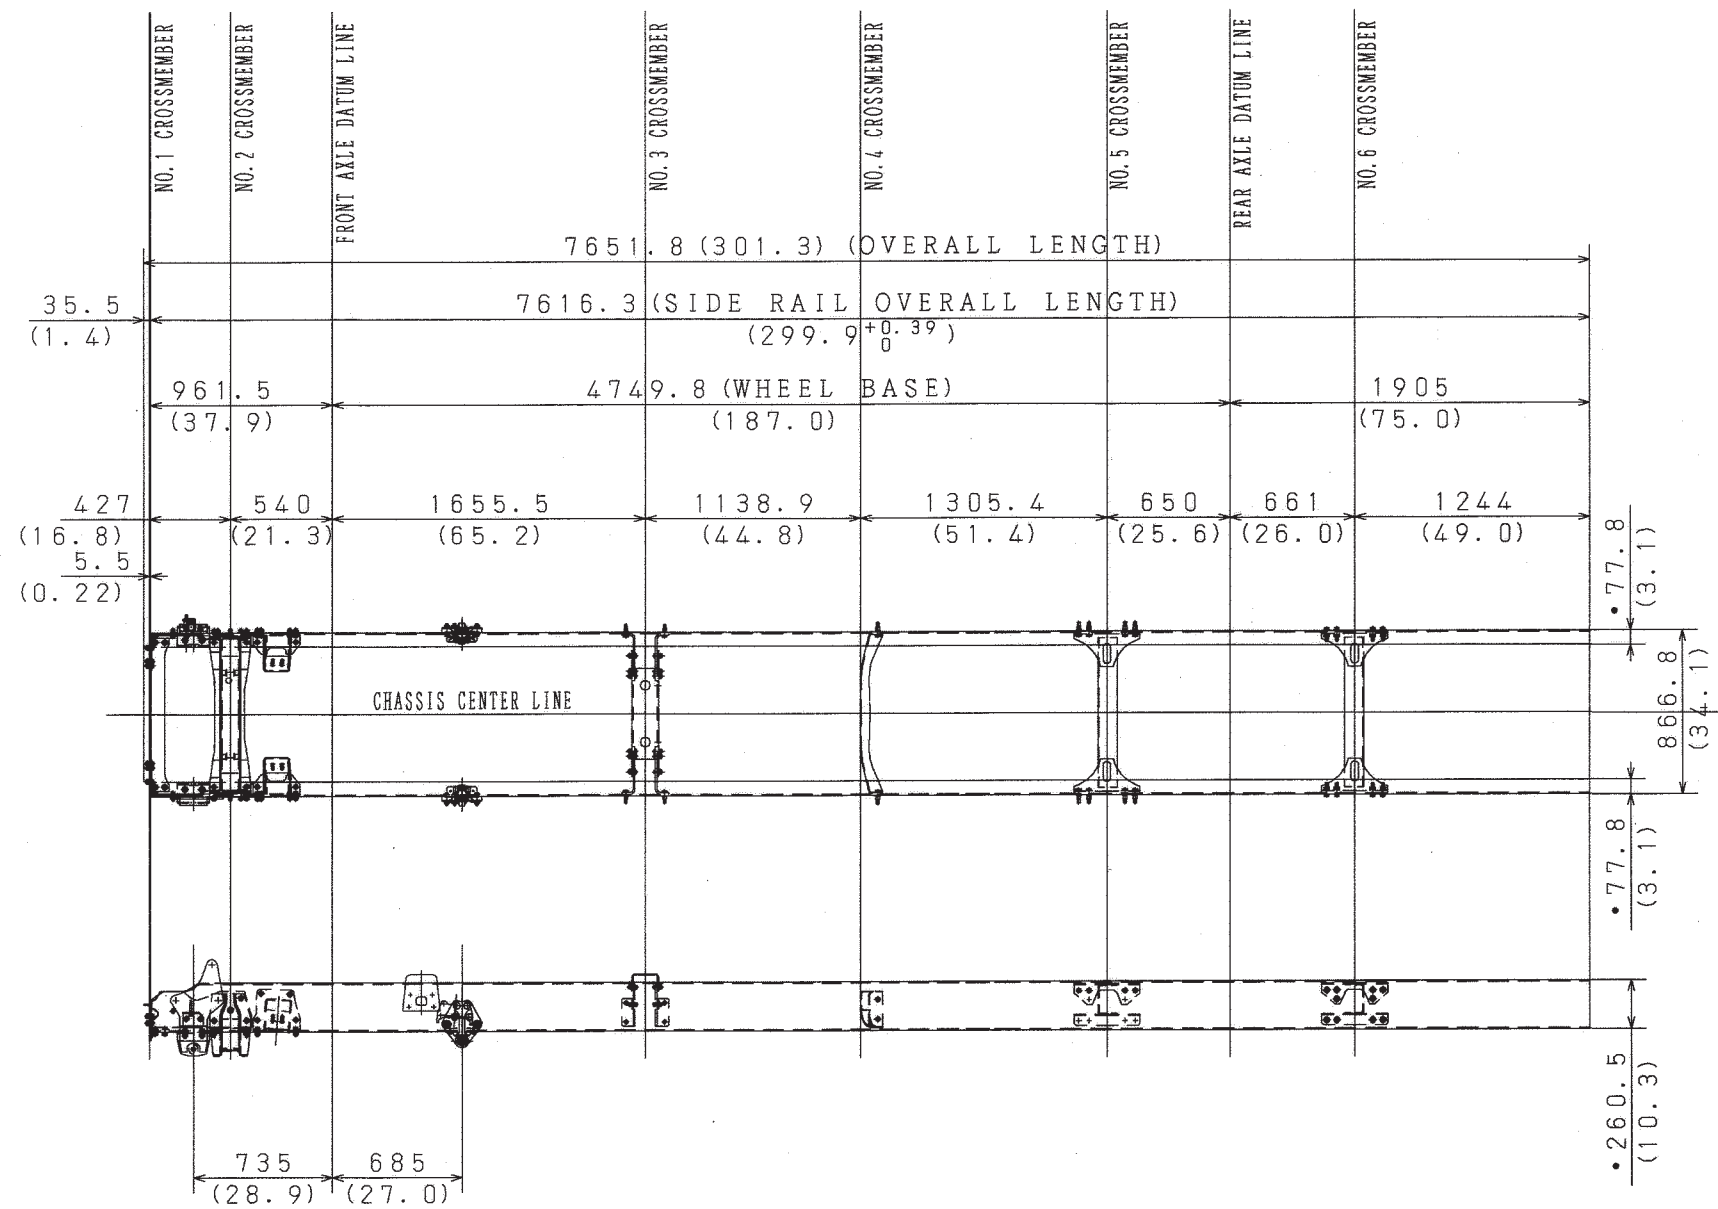 NO.1 CROSSMEMBER
NO.2 CROSSMEMBER
FRONT AXLE DATUM LINE
NO.3 CROSSMEMBER
NO.4 CROSSMEMBER
NO.5 CROSSMEMBER
REAR AXLE DATUM LINE
NO.6 CROSSMEMBER
7651.8 (301.3) (OVERALL LENGTH)
35.5
(1.4)
7616.3 (SIDE RAIL OVERALL LENGTH)
(299.9 +0.39 0)
961.5
(37.9)
4749.8 (WHEEL BASE)
(187.0)
1905
(75.0)
427
(16.8)
540
(21.3)
1655.5
(65.2)
1138.9
(44.8)
1305.4
(51.4)
650
(25.6)
661
(26.0)
1244
(49.0)
5.5
(0.22)
•77.8
(3.1)
CHASSIS CENTER LINE
866.8
(34.1)
•77.8
(3.1)
•260.5
(10.3)
735
(28.9)
685
(27.0)